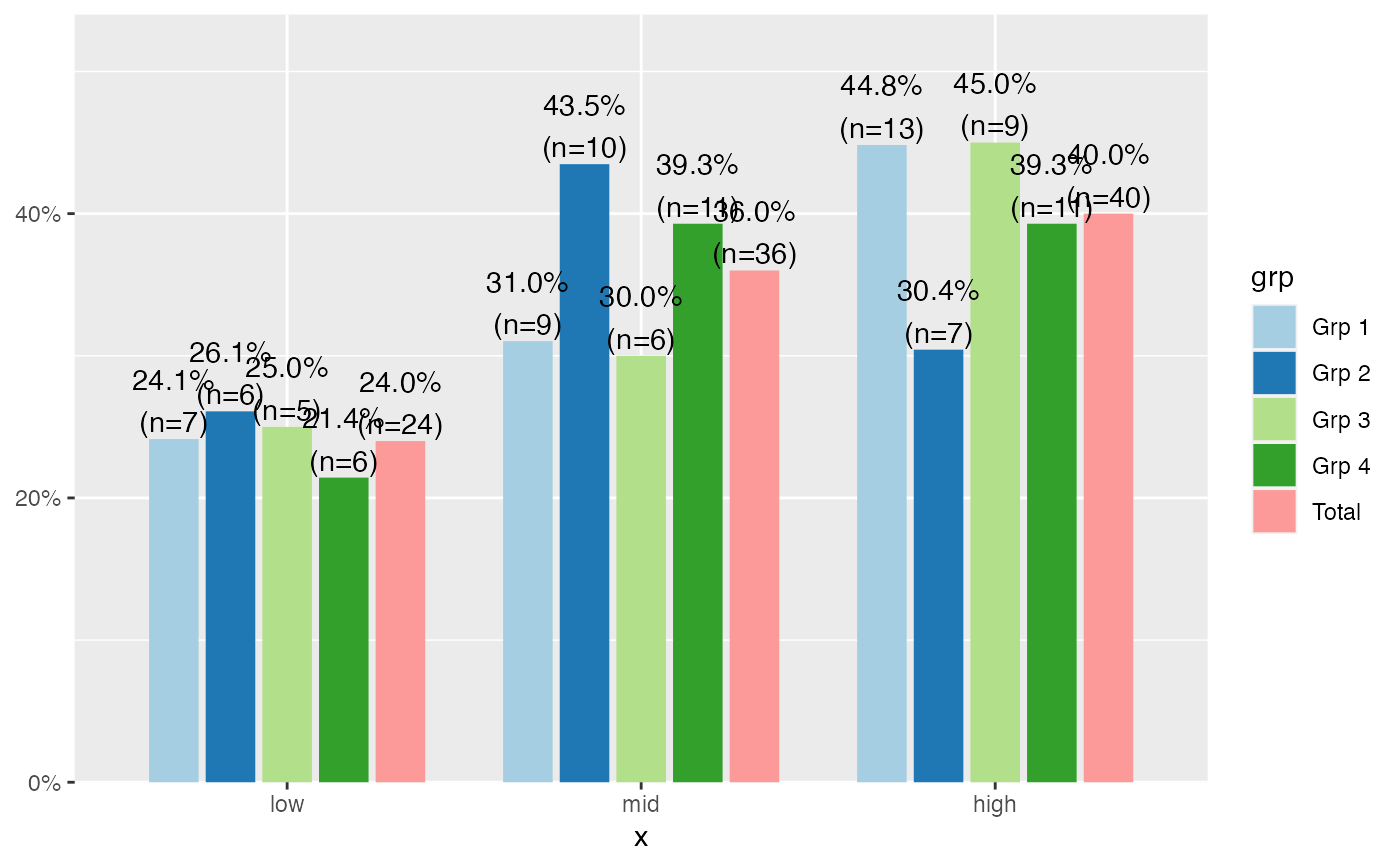 44.8%
(n=13)
45.0%
(n=9)
43.5%
(n=10)
39.3%
(n=11)
36.0%
(n=36)
39.3%
(n=11)
40.0%
(n=40)
40%
31.0%
(n=9)
30.0%
(n=6)
30.4%
(n=7)
24.1%
(n=7)
26.1%
(n=6)
25.0%
(n=5)
21.4%
(n=6)
24.0%
(n=24)
20%
0%
low
mid
high
x
grp
Grp 1
Grp 2
Grp 3
Grp 4
Total